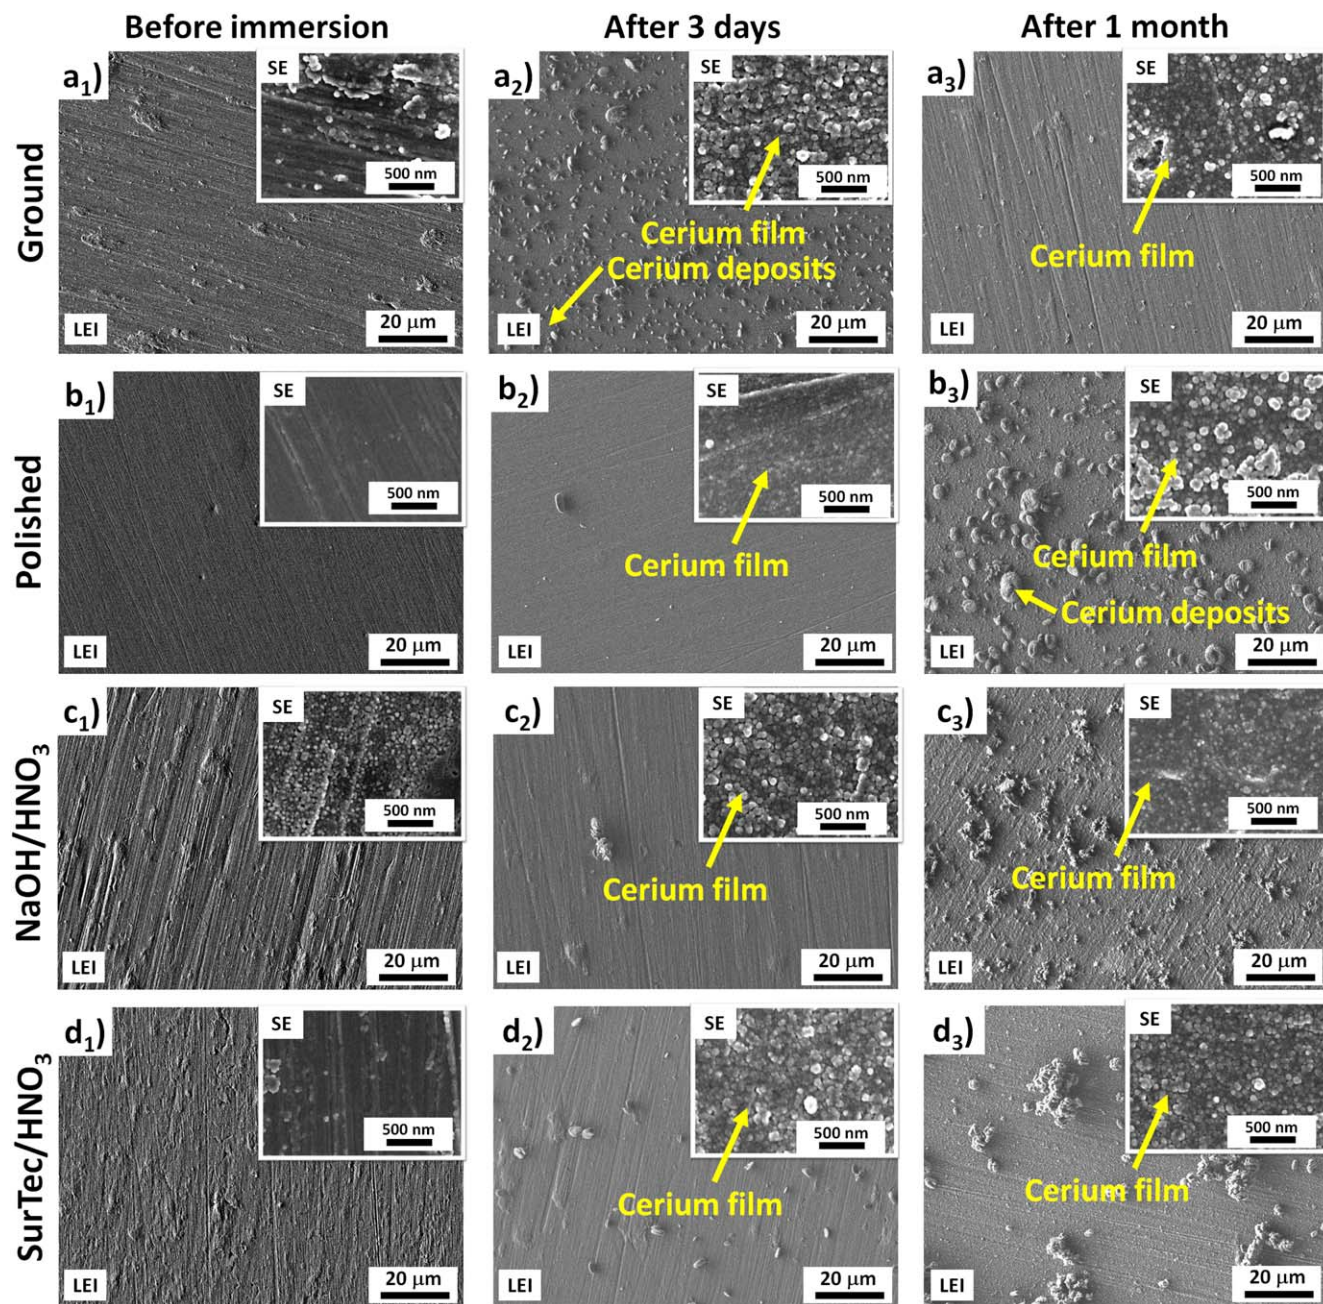 Before immersion
After 3 days
After 1 month
Ground
a1)
SE
500 nm
LEI
20 μm
a2)
SE
500 nm
Cerium film
Cerium deposits
LEI
20 μm
a3)
SE
500 nm
Cerium film
LEI
20 μm
Polished
b1)
SE
500 nm
LEI
20 μm
b2)
SE
500 nm
Cerium film
LEI
20 μm
b3)
SE
500 nm
Cerium film
Cerium deposits
LEI
20 μm
NaOH/HNO3
c1)
SE
500 nm
LEI
20 μm
c2)
SE
500 nm
Cerium film
LEI
20 μm
c3)
SE
500 nm
Cerium film
LEI
20 μm
SurTec/HNO3
d1)
SE
500 nm
LEI
20 μm
d2)
SE
500 nm
Cerium film
LEI
20 μm
d3)
SE
500 nm
Cerium film
LEI
20 μm